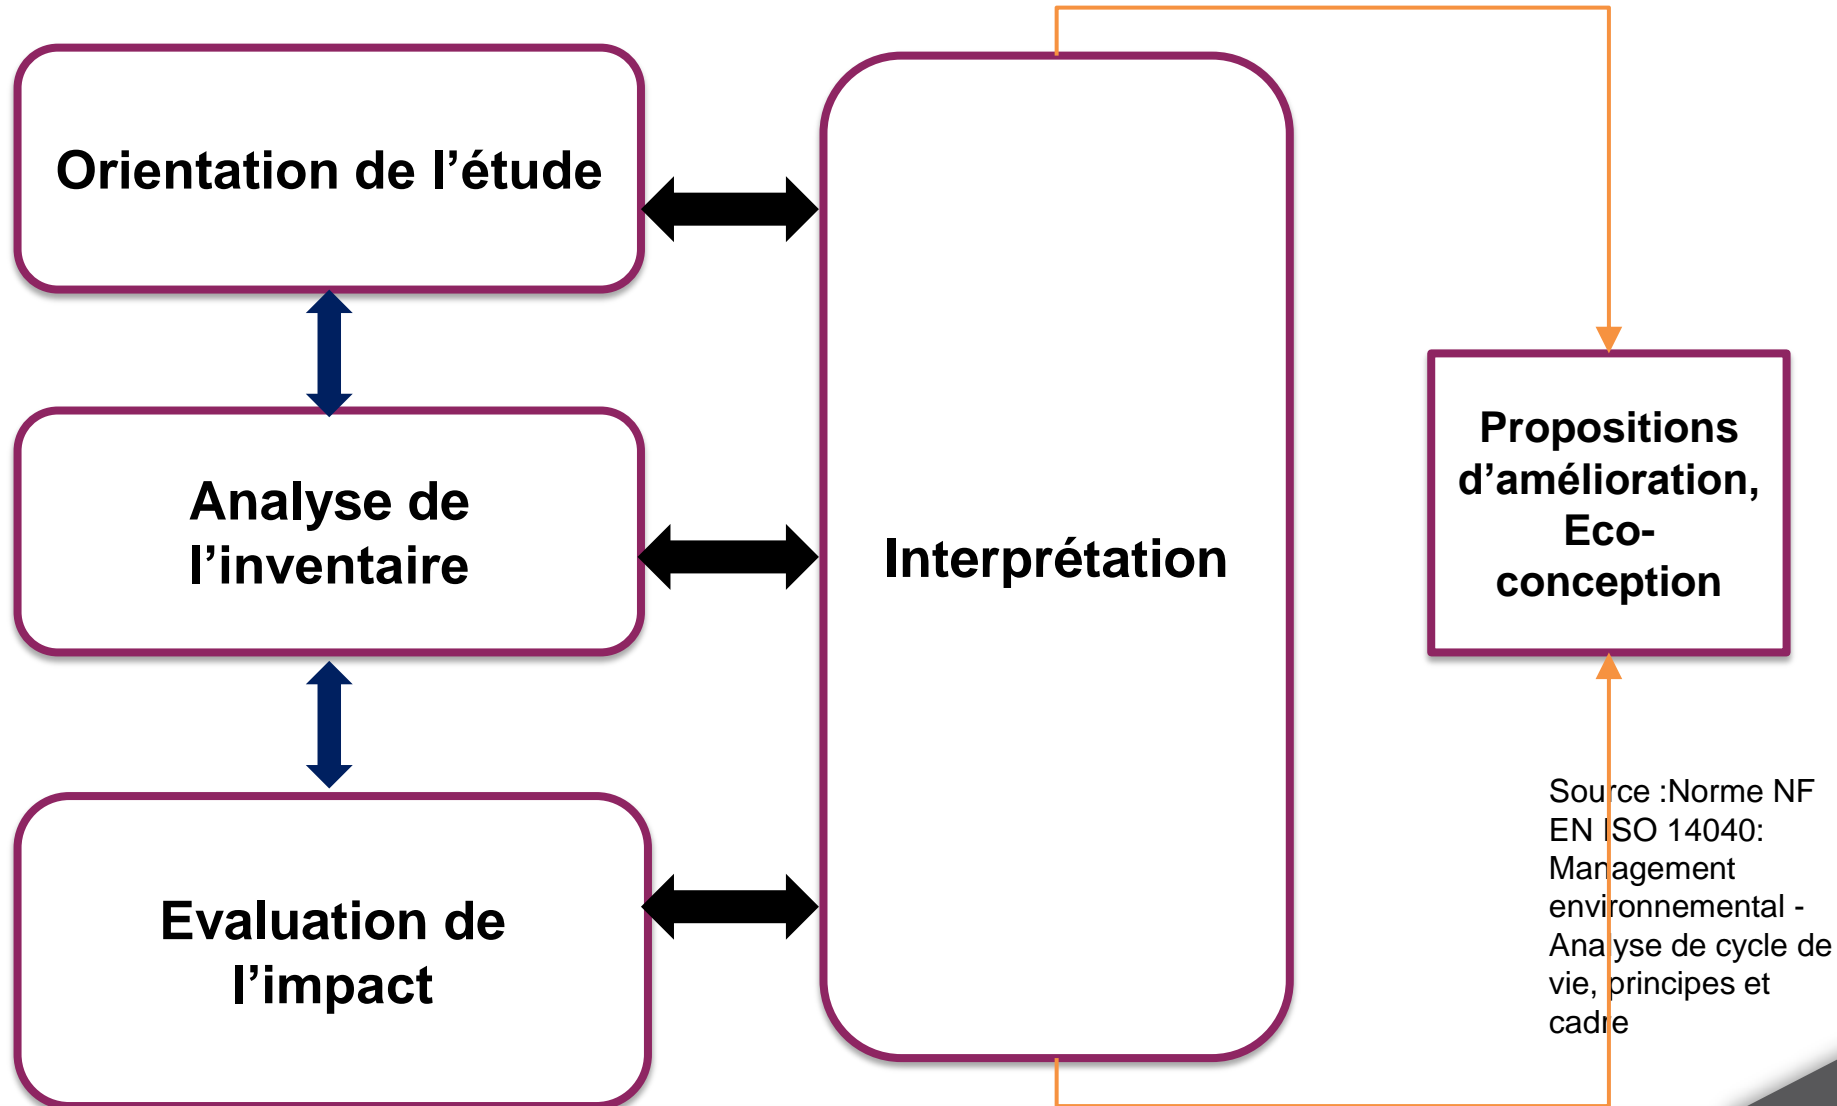 Orientation de l’étude
Analyse de
l’inventaire
Evaluation de
l’impact
Interprétation
Propositions
d’amélioration,
Eco-
conception
Source :Norme NF
EN ISO 14040:
Management
environnemental -
Analyse de cycle de
vie, principes et
cadre